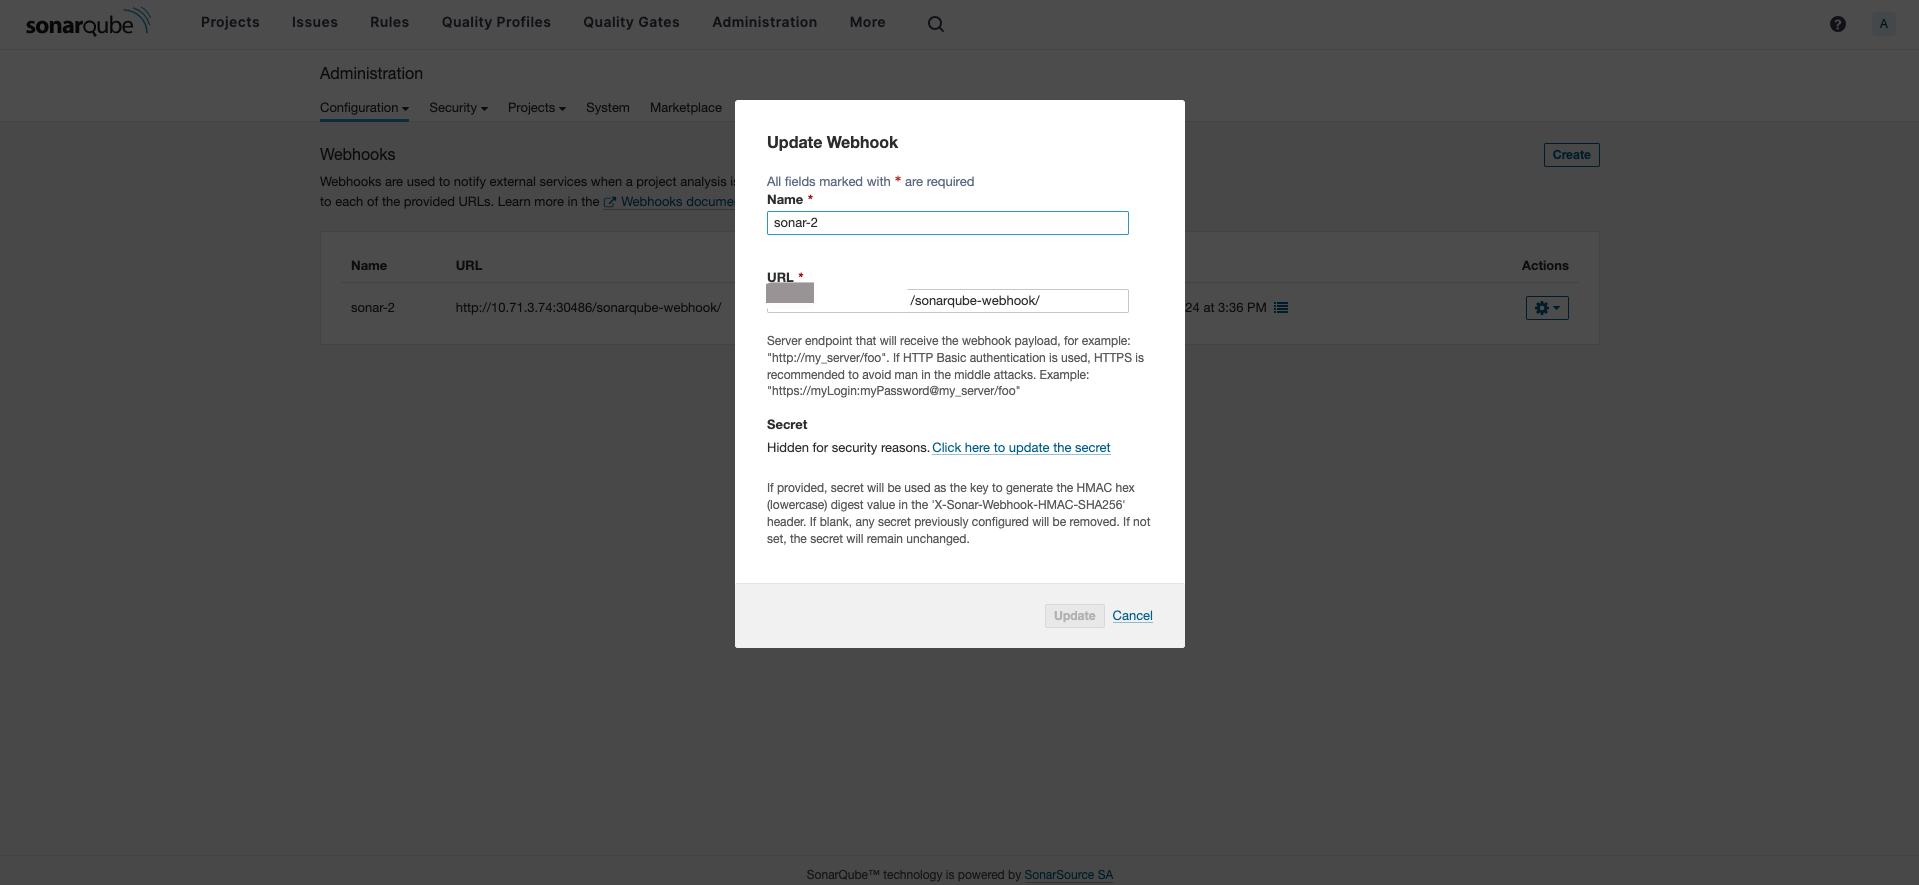 sonarqube Projects Issues Rules Quality Profiles Quality Gates Administration More ? A
Administration
Configuration Security Projects System Marketplace
Webhooks
Create
Webhooks are used to notify external services when a project analysis
to each of the provided URLs. Learn more in the Webhooks
Name URL Actions
sonar-2 http://10.71.3.74:30486/sonarqube-webhook/ 24 at 3:36 PM
Update Webhook
All fields marked with * are required
Name *
sonar-2
URL *
/sonarqube-webhook/
Server endpoint that will receive the webhook payload, for example:
"http://my_server/foo". If HTTP Basic authentication is used, HTTPS is
recommended to avoid man in the middle attacks. Example:
"https://myLogin:myPassword@my_server/foo"
Secret
Hidden for security reasons. Click here to update the secret
If provided, secret will be used as the key to generate the HMAC hex
(lowercase) digest value in the 'X-Sonar-Webhook-HMAC-SHA256'
header. If blank, any secret previously configured will be removed. If not
set, the secret will remain unchanged.
Update Cancel
SonarQube™ technology is powered by SonarSource SA